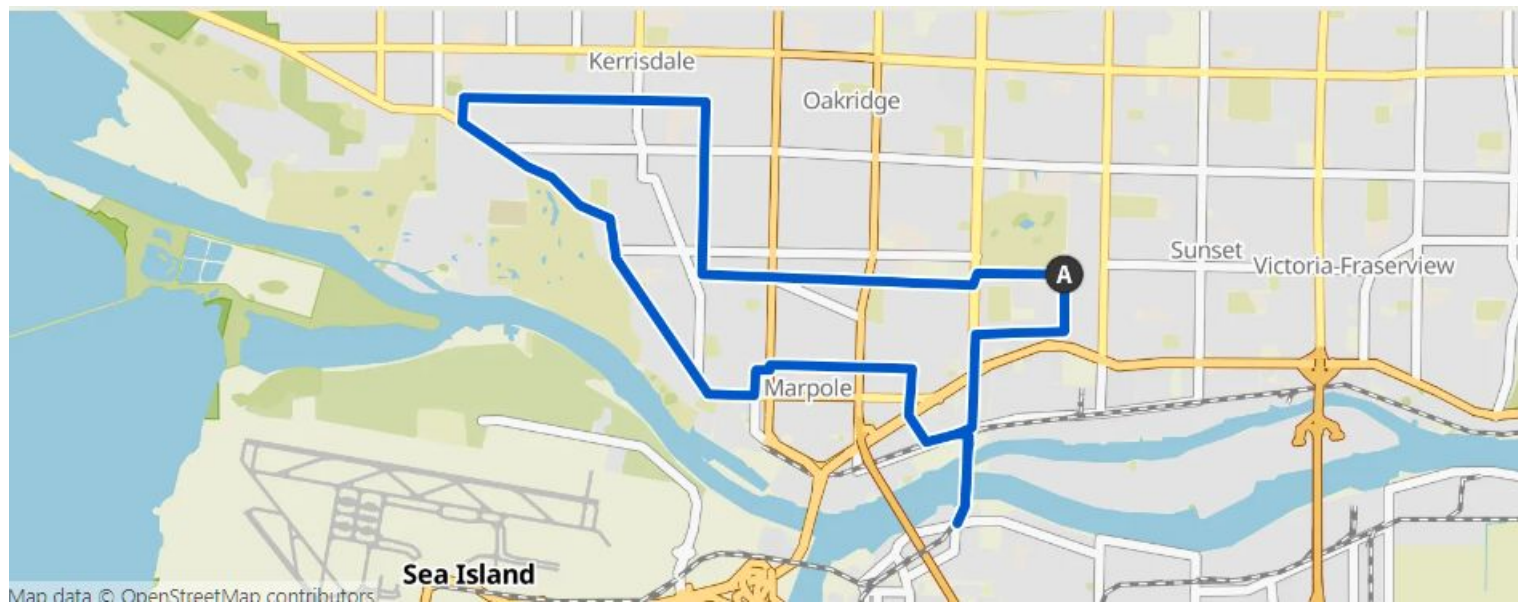 Kerrisdale
Oakridge
Sunset
Victoria-Fraserview
A
Marpole
Sea Island
Map data © OpenStreetMap contributors